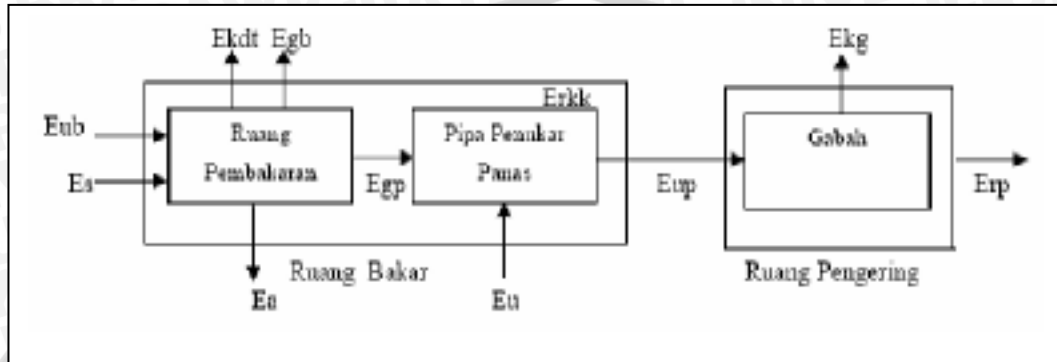 Ekdt Egb
Ekg
Erkk
Eub
Ruang
Pembakaran
Pipa Penukar
Panas
Gabah
Es
Egp
Eup
Erp
Ruang Bakar
Ruang Pengering
Ea
Eu